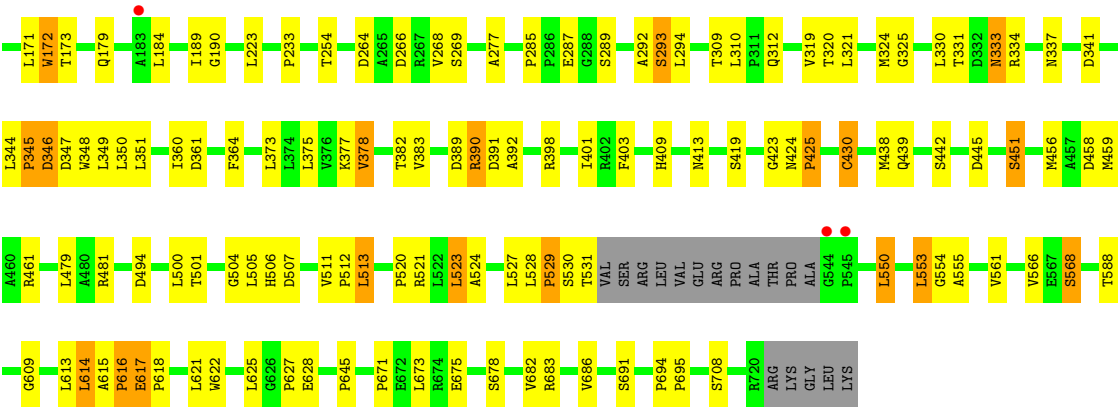 L171 W172 T173 Q179 A183 L184 I189 G190 L223 P233 T254 D264 A265 D266 R267 V268 S269 A277 P285 P286 E287 G288 S289 A292 S293 L294 T309 L310 P311 Q312 V319 T320 L321 M324 G325 L330 T331 D332 N333 R334 N337 D341
L344 P345 D346 D347 W348 L349 L350 L351 I360 D361 F364 L373 L374 L375 V376 K377 V378 T382 V383 D389 R390 D391 A392 R398 I401 R402 F403 H409 N413 S419 G423 N424 P425 C430 M438 Q439 S442 D445 S451 M456 A457 D458 M459
A460 R461 L479 A480 R481 D494 L500 T501 G504 L505 H506 D507 V511 P512 L513 P520 R521 L522 L523 A524 L527 L528 P529 S530 T531 VAL SER ARG LEU VAL GLU ARG PRO ALA THR PRO ALA G544 P545 L550 L553 G554 A555 V561 V566 E567 S568 T588
G609 L613 L614 A615 P616 E617 P618 L621 W622 L625 G626 P627 E628 P645 P671 E672 L673 R674 E675 S678 V682 R683 V686 S691 P694 P695 S708 R720 ARG LYS GLY LEU LYS